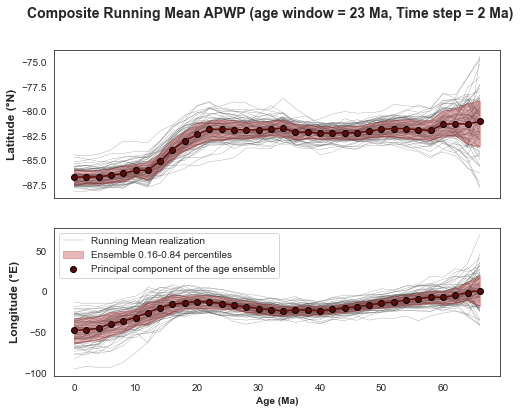 Composite Running Mean APWP (age window = 23 Ma, Time step = 2 Ma)
−75.0
−77.5
−80.0
−82.5
−85.0
−87.5
Latitude (°N)
50
0
−50
−100
Longitude (°E)
Running Mean realization
Ensemble 0.16-0.84 percentiles
Principal component of the age ensemble
0 10 20 30 40 50 60
Age (Ma)